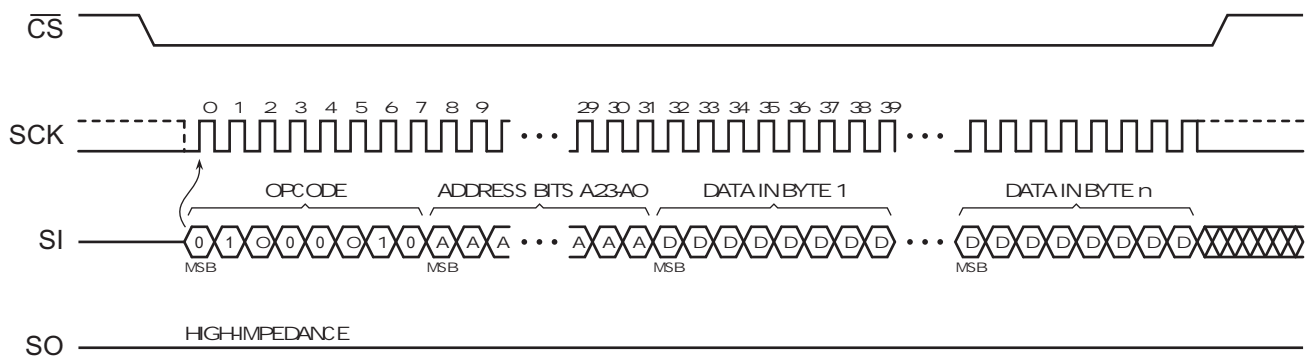 CS
SCK
0 1 2 3 4 5 6 7 8 9 29 30 31 32 33 34 35 36 37 38 39
OPCODE ADDRESS BITS A23-A0 DATA IN BYTE 1 DATA IN BYTE n
SI
0 1 0 0 0 0 1 0 A A A A A A D D D D D D D D D D D D D D D D
MSB MSB MSB MSB
HIGH-IMPEDANCE
SO